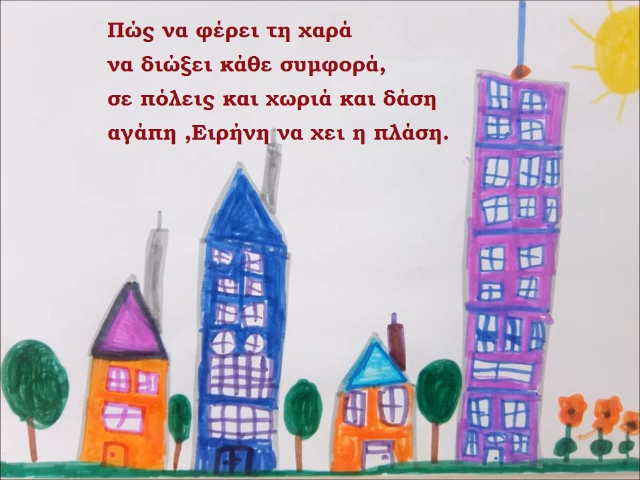 Πώς να φέρει τη χαρά
να διώξει κάθε συμφορά,
σε πόλεις και χωριά και δάση
αγάπη ,Ειρήνη να χει η πλάση.